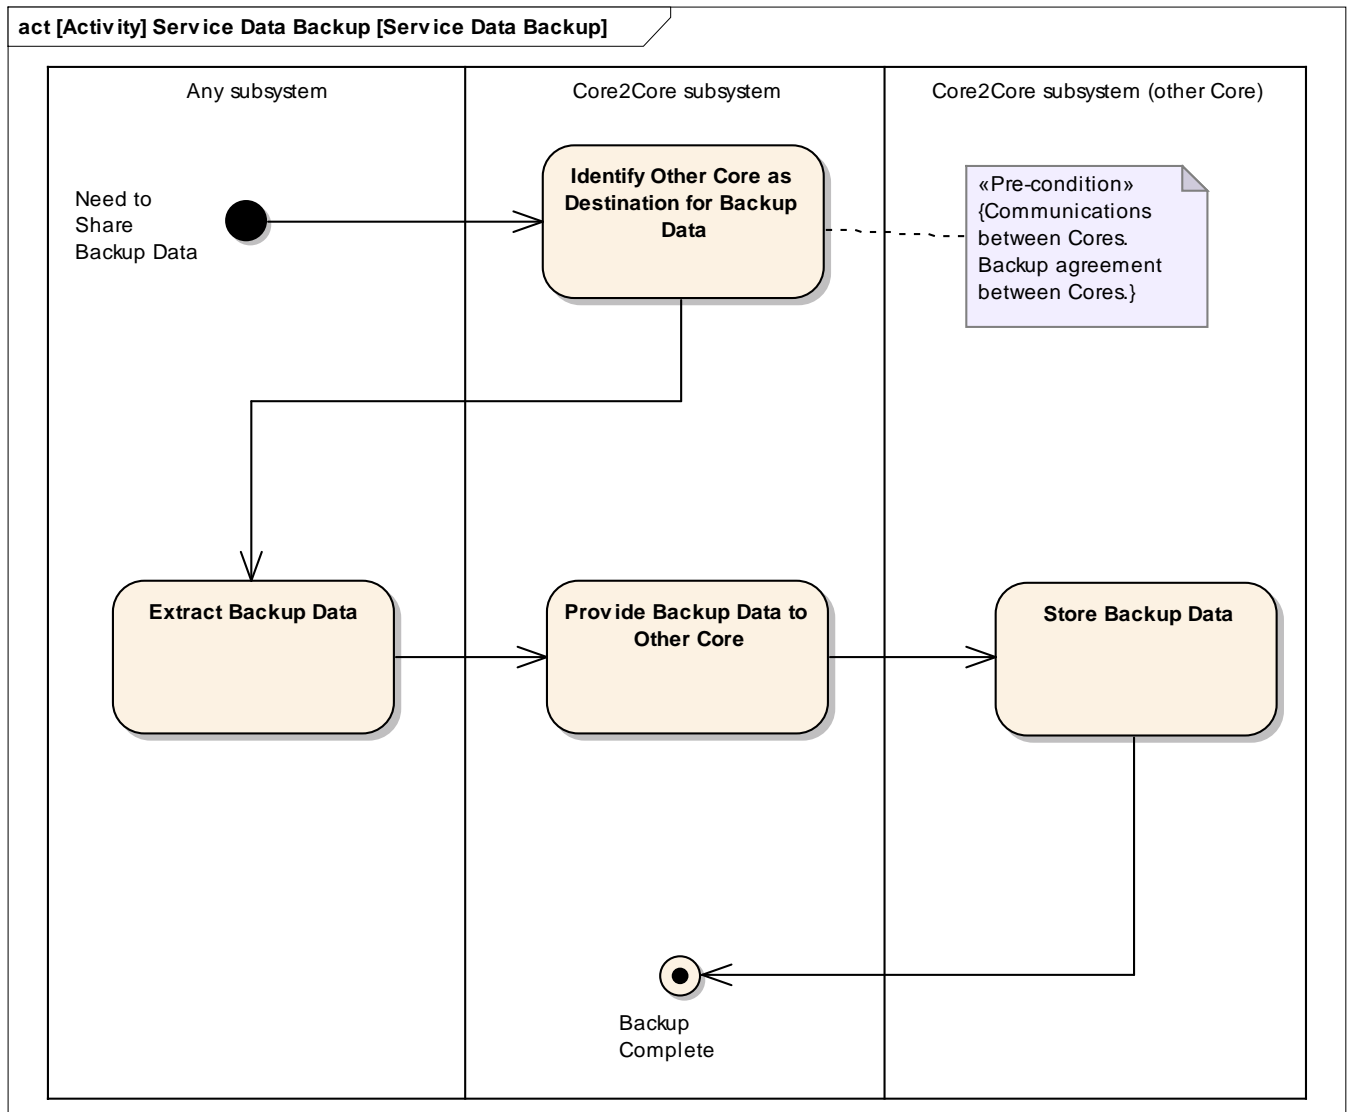 act [Activity] Service Data Backup [Service Data Backup]
Any subsystem
Core2Core subsystem
Core2Core subsystem (other Core)
Need to
Share
Backup Data
Identify Other Core as
Destination for Backup
Data
«Pre-condition»
{Communications
between Cores.
Backup agreement
between Cores.}
Extract Backup Data
Provide Backup Data to
Other Core
Store Backup Data
Backup
Complete